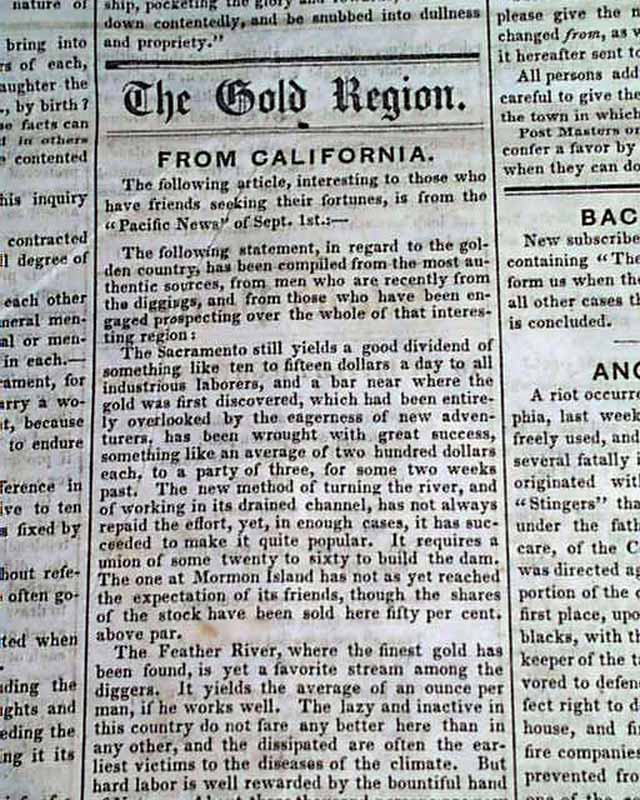 nature of
bring into
rs of each,
aughter the
., by birth?
se facts can
d in others
e contented
his inquiry
contracted
ll degree of
each other
neral men-
al or men-
in each.—
rament, for
arry a wo-
t, because
to endure
ference in
ive to ten
s fixed by
hout refe-
often go-
ted when
ding the
ghts and
eeding the
ng it its
ship, pocketing the glory and
down contentedly, and be snubbed into dullness
and propriety."
The Gold Region.
FROM CALIFORNIA.
The following article, interesting to those who
have friends seeking their fortunes, is from the
"Pacific News" of Sept. 1st.:—
The following statement, in regard to the gol-
den country, has been compiled from the most au-
thentic sources, from men who are recently from
the diggings, and from those who have been en-
gaged prospecting over the whole of that interes-
ting region:
The Sacramento still yields a good dividend of
something like ten to fifteen dollars a day to all
industrious laborers, and a bar near where the
gold was first discovered, which had been entire-
ly overlooked by the eagerness of new adven-
turers, has been wrought with great success,
something like an average of two hundred dollars
each, to a party of three, for some two weeks
past. The new method of turning the river, and
of working in its drained channel, has not always
repaid the effort, yet, in enough cases, it has suc-
ceeded to make it quite popular. It requires a
union of some twenty to sixty to build the dam.
The one at Mormon Island has not as yet reached
the expectation of its friends, though the shares
of the stock have been sold here fifty per cent.
above par.
The Feather River, where the finest gold has
been found, is yet a favorite stream among the
diggers. It yields the average of an ounce per
man, if he works well. The lazy and inactive in
this country do not fare any better here than in
any other, and the dissipated are often the ear-
liest victims to the diseases of the climate. But
hard labor is well rewarded by the bountiful hand
please give the n
changed from, as w
it hereafter sent to
All persons add
careful to give the
the town in which
Post Masters or
confer a favor by
when they can do
BAC
New subscribe
containing "The
form us when the
all other cases th
is concluded.
ANO
A riot occurre
phia, last week
freely used, and
several fatally i
originated with
"Stingers" tha
under the fath
care, of the C
was directed ag
portion of the c
first place, upo
blacks, with th
keeper of the ta
vored to defen
fect right to d
house, and fi
fire companies
prevented fro